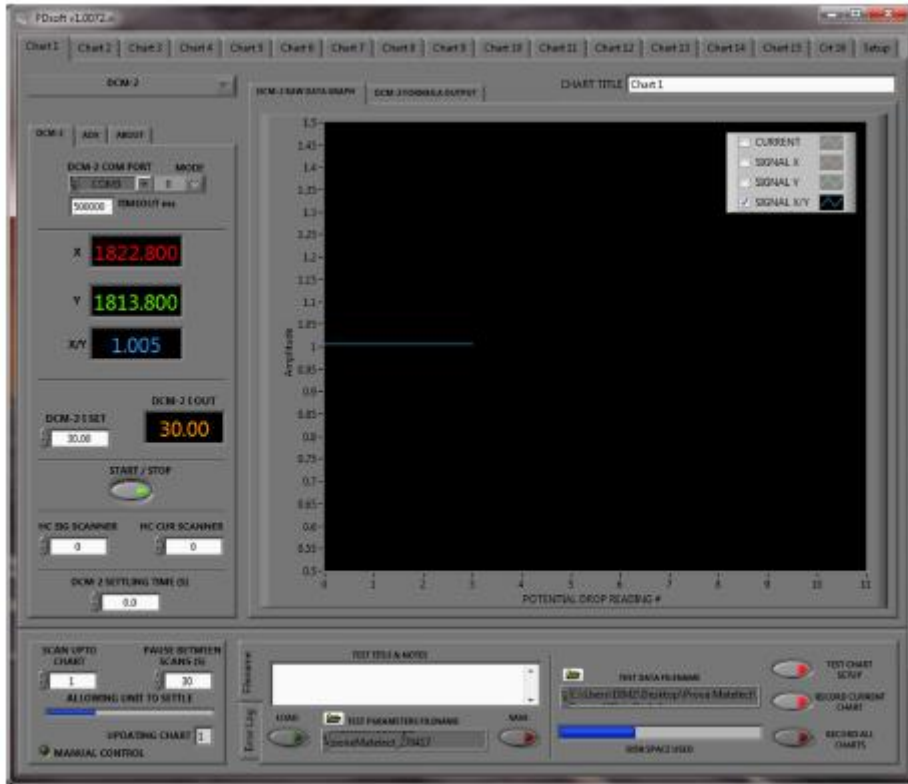 PDsoft v1.0072.vi
Chart 1 Chart 2 Chart 3 Chart 4 Chart 5 Chart 6 Chart 7 Chart 8 Chart 9 Chart 10 Chart 11 Chart 12 Chart 13 Chart 14 Chart 15 Crt 16 Setup
DCM-2
DCM-2 RAW DATA GRAPH DCM-2 FORMULA OUTPUT
CHART TITLE Chart 1
DCM-2 ADV ABOUT
DCM-2 COM PORT MODE
COM3
500000 TIMEOUT ms
X 1822.800
Y 1813.800
X/Y 1.005
DCM-2 I OUT
DCM-2 I SET
30.00
30.00
START / STOP
HC SIG SCANNER HC CUR SCANNER
0 0
DCM-2 SETTLING TIME (S)
0.0
CURRENT
SIGNAL X
SIGNAL Y
SIGNAL X/Y
Amplitude
1.5
1.45
1.4
1.35
1.3
1.25
1.2
1.15
1.1
1.05
1
0.95
0.9
0.85
0.8
0.75
0.7
0.65
0.6
0.55
0.5
0 1 2 3 4 5 6 7 8 9 10 11
POTENTIAL DROP READING #
SCAN UPTO CHART
1
PAUSE BETWEEN SCANS (S)
30
ALLOWING UNIT TO SETTLE
UPDATING CHART 1
MANUAL CONTROL
Filename
Error Log
TEST TITLE & NOTES
LOAD
TEST PARAMETERS FILENAME
SAVE
TEST DATA FILENAME
DISK SPACE USED
TEST CHART SETUP
RECORD CURRENT CHART
RECORD ALL CHARTS